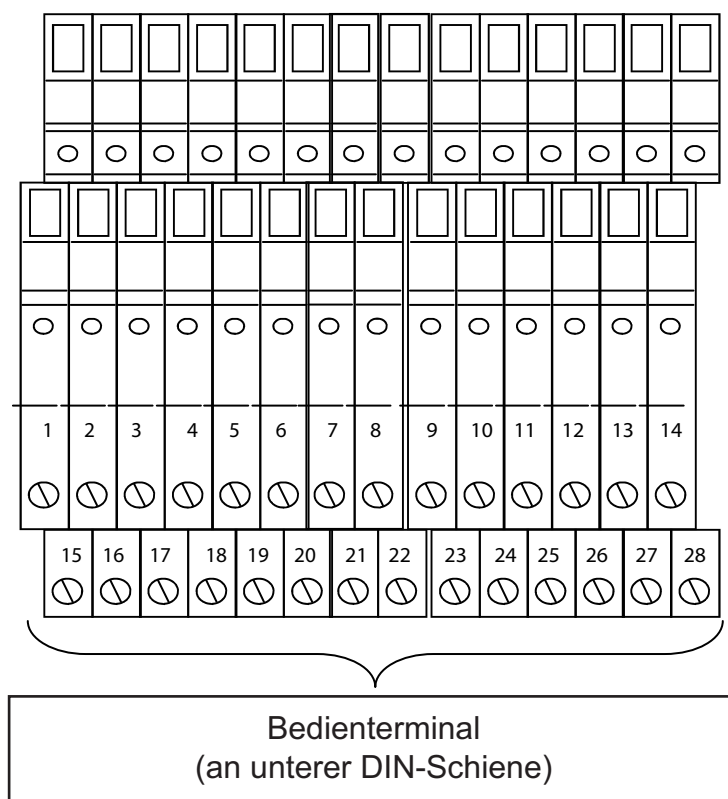 1 2 3 4 5 6 7 8 9 10 11 12 13 14
15 16 17 18 19 20 21 22 23 24 25 26 27 28
Bedienterminal
(an unterer DIN-Schiene)